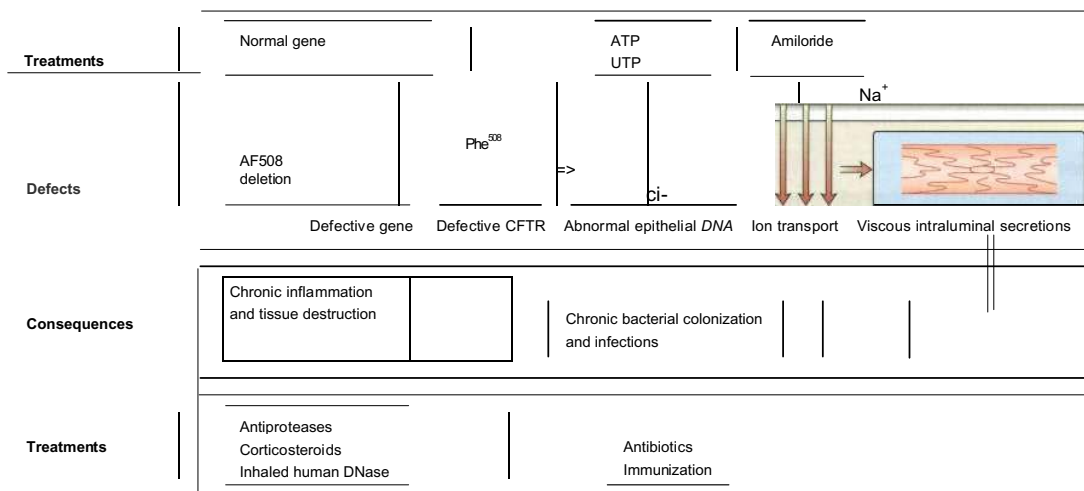 Normal gene
ATP
Amiloride
Treatments
UTP
Na⁺
Phe⁵⁰⁸
AF508
deletion
=>
Defects
ci-
Defective gene
Defective CFTR
Abnormal epithelial DNA
Ion transport
Viscous intraluminal secretions
Chronic inflammation
and tissue destruction
Consequences
Chronic bacterial colonization
and infections
Treatments
Antiproteases
Corticosteroids
Inhaled human DNase
Antibiotics
Immunization